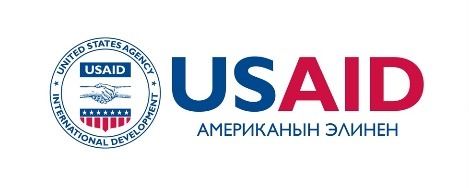 UNITED STATES AGENCY
USAID
INTERNATIONAL DEVELOPMENT
USAID
АМЕРИКАНЫН ЭЛИНЕН